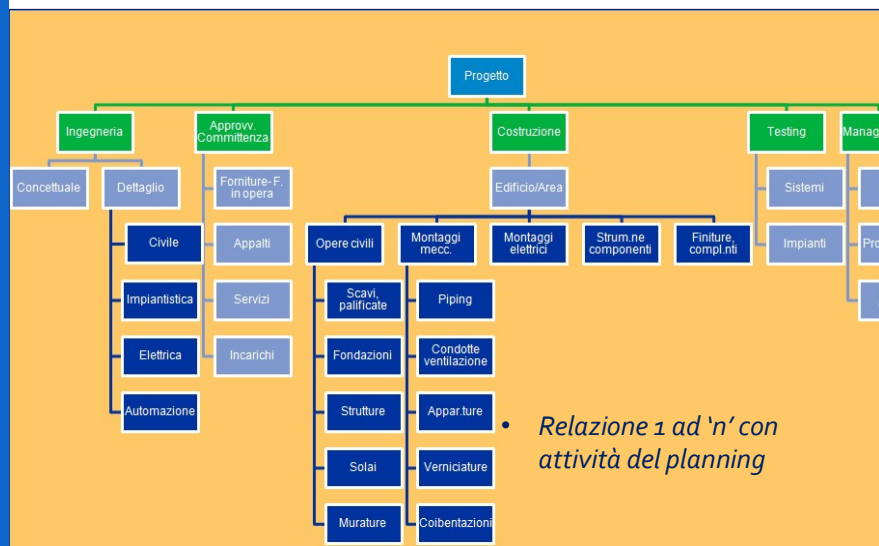 Progetto
Ingegneria
Approvv.
Committenza
Costruzione
Testing
Concettuale
Dettaglio
Forniture- F.
in opera
Edificio/Area
Sistemi
Civile
Appalti
Opere civili
Montaggi
mecc.
Montaggi
elettrici
Strum.ne
componenti
Finiture,
compl.nti
Impianti
Impiantistica
Servizi
Scavi,
palificate
Piping
Elettrica
Incarichi
Fondazioni
Condotte
ventilazione
Automazione
Strutture
Appar.ture
Solai
Verniciature
Murature
Coibentazioni
• Relazione 1 ad ‘n’ con
attività del planning